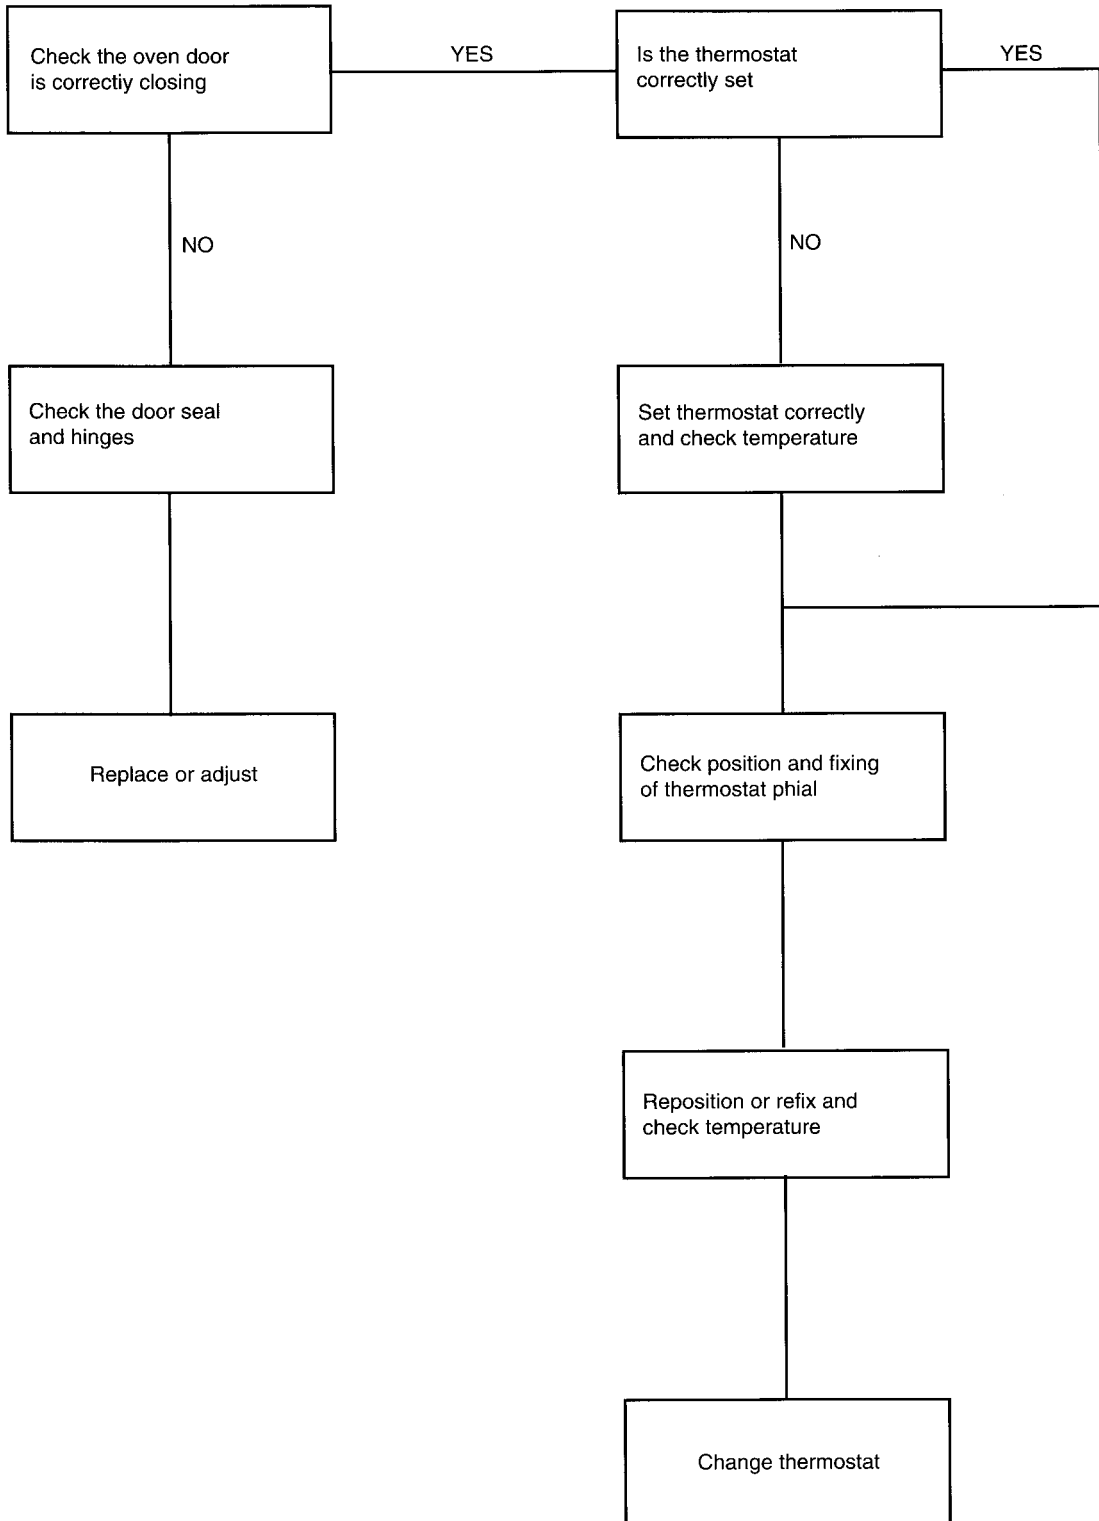 Check the oven door
is correctiy closing
YES
Is the thermostat
correctly set
YES
NO
NO
Check the door seal
and hinges
Set thermostat correctly
and check temperature
Replace or adjust
Check position and fixing
of thermostat phial
Reposition or refix and
check temperature
Change thermostat